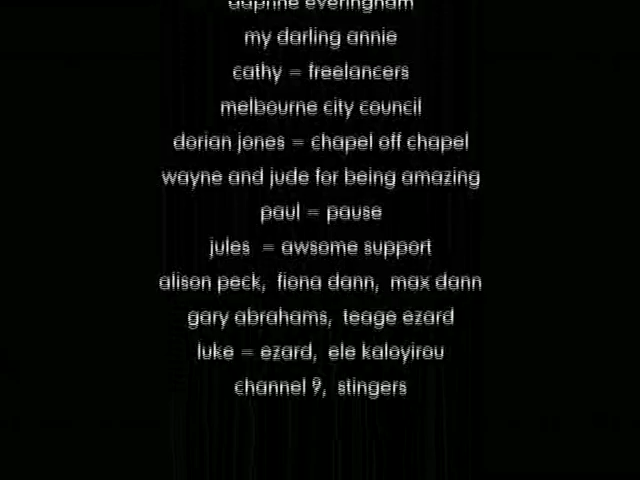 daphne everingham
my darling annie
cathy = freelancers
melbourne city council
dorian jones = chapel off chapel
wayne and jude for being amazing
paul = pause
jules = awsome support
alison peck, fiona dann, max dann
gary abrahams, teage ezard
luke = ezard, ele kaloyirou
channel 9, stingers